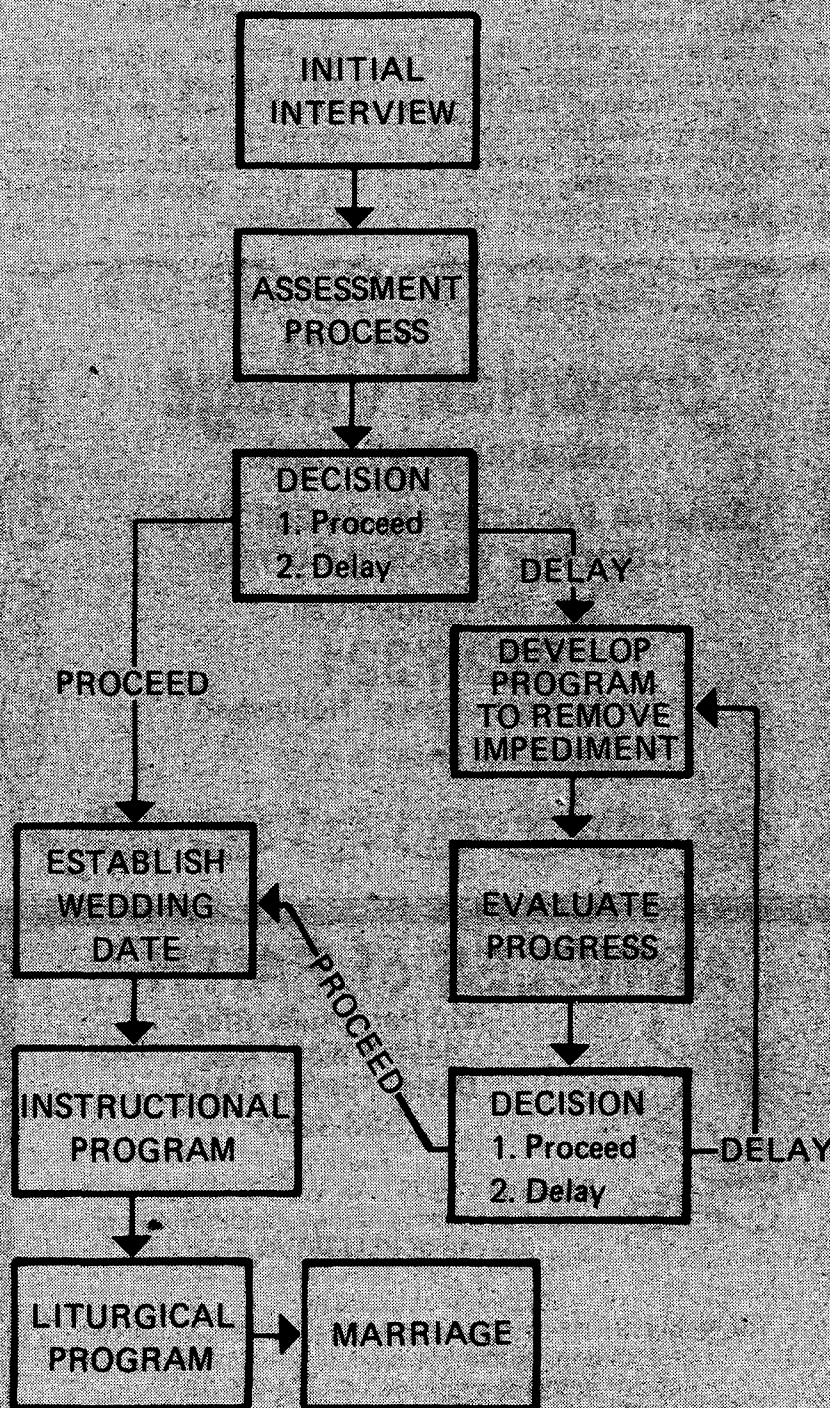 INITIAL
INTERVIEW
ASSESSMENT
PROCESS
DECISION
1. Proceed
2. Delay
DELAY
PROCEED
DEVELOP
PROGRAM
TO REMOVE
IMPEDIMENT
ESTABLISH
WEDDING
DATE
EVALUATE
PROGRESS
PROCEED
DECISION
1. Proceed
2. Delay
DELAY
INSTRUCTIONAL
PROGRAM
LITURGICAL
PROGRAM
MARRIAGE